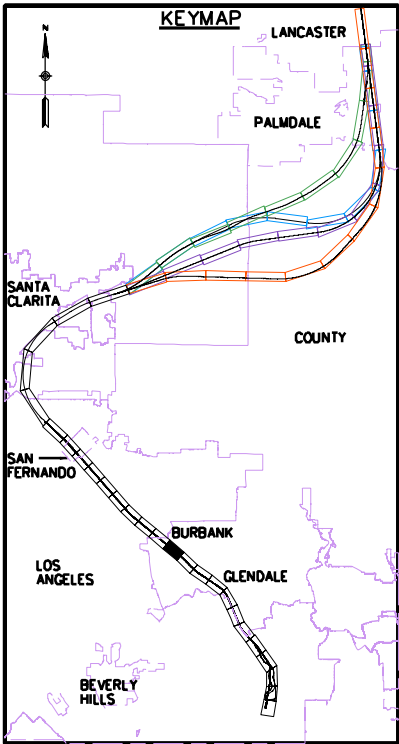 KEYMAP
N
LANCASTER
PALMDALE
SANTA
CLARITA
COUNTY
SAN
FERNANDO
BURBANK
LOS
ANGELES
GLENDALE
BEVERLY
HILLS